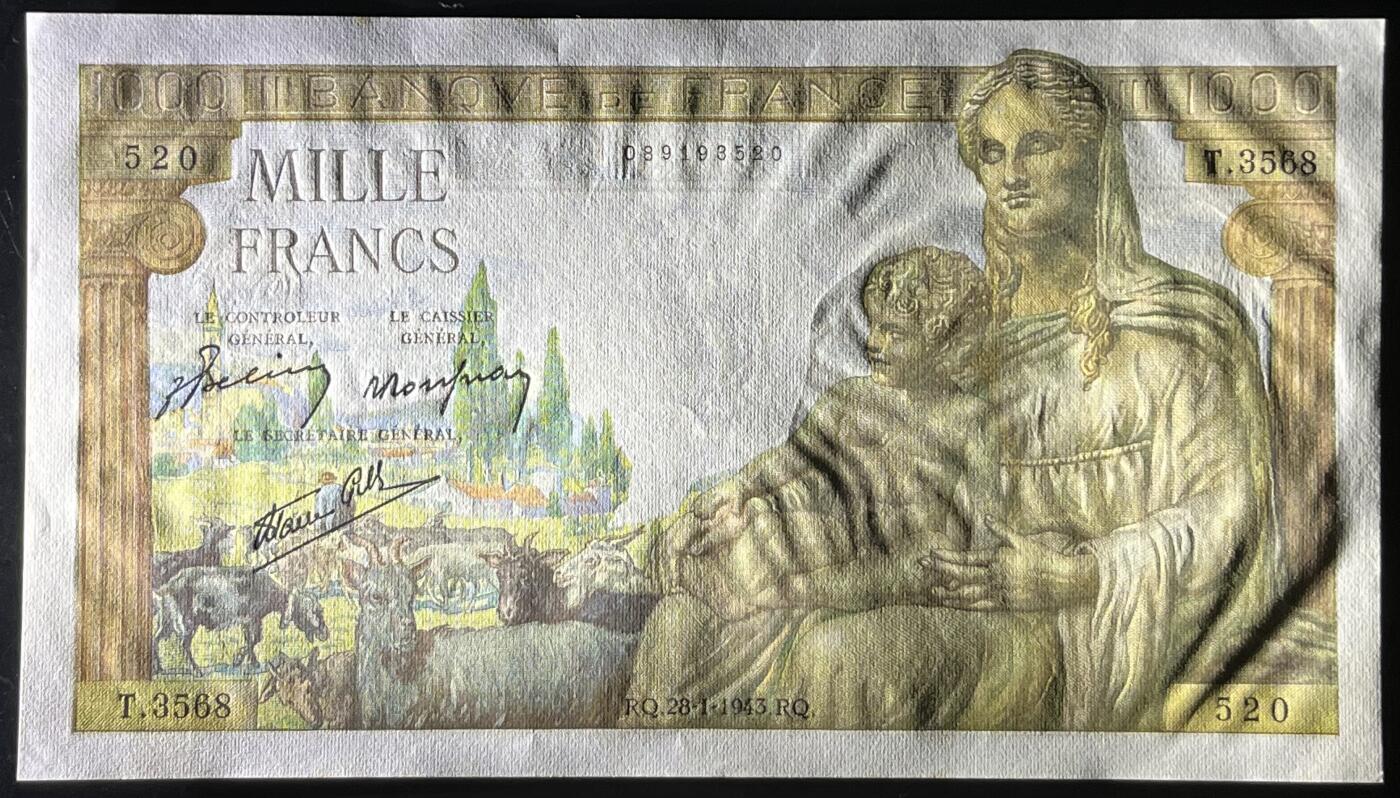 1000 BANQVE DE FRANCE 1000
520
MILLE
FRANCS
089193520
T.3568
LE CONTROLEUR
GÉNÉRAL,
LE CAISSIER
GÉNÉRAL,
LE SECRÉTAIRE GÉNÉRAL,
T.3568
RQ.28-1-1943.RQ.
520